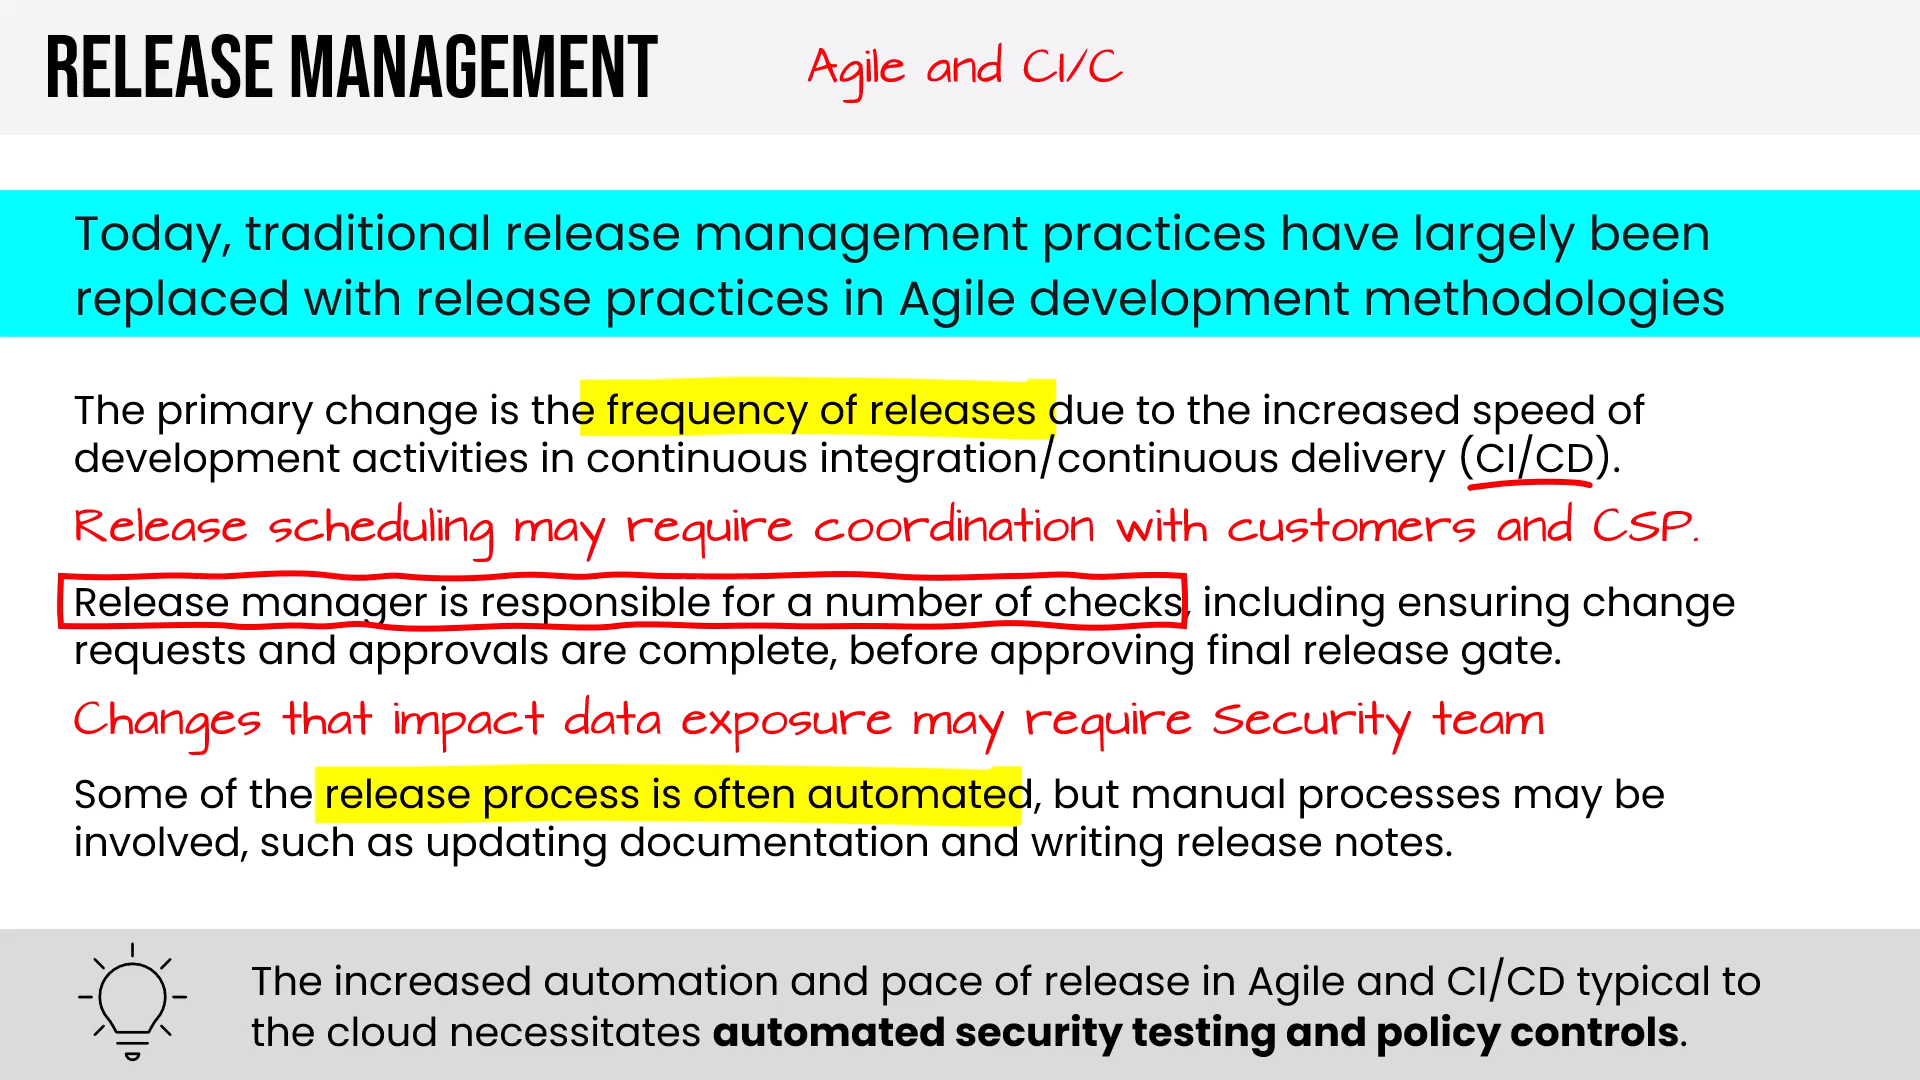 RELEASE MANAGEMENT
Agile and CI/C
Today, traditional release management practices have largely been
replaced with release practices in Agile development methodologies
The primary change is the frequency of releases due to the increased speed of
development activities in continuous integration/continuous delivery (CI/CD).
Release scheduling may require coordination with customers and CSP.
Release manager is responsible for a number of checks, including ensuring change
requests and approvals are complete, before approving final release gate.
Changes that impact data exposure may require Security team
Some of the release process is often automated, but manual processes may be
involved, such as updating documentation and writing release notes.
The increased automation and pace of release in Agile and CI/CD typical to
the cloud necessitates automated security testing and policy controls.